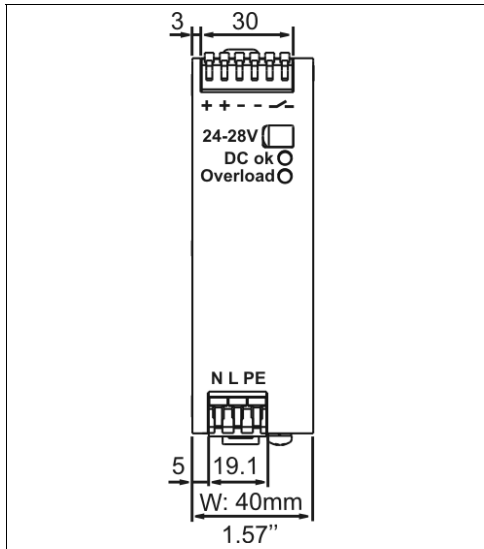 3 30
+ + - -
24-28V
DC ok
Overload
N L PE
5 19.1
W: 40mm
1.57’’